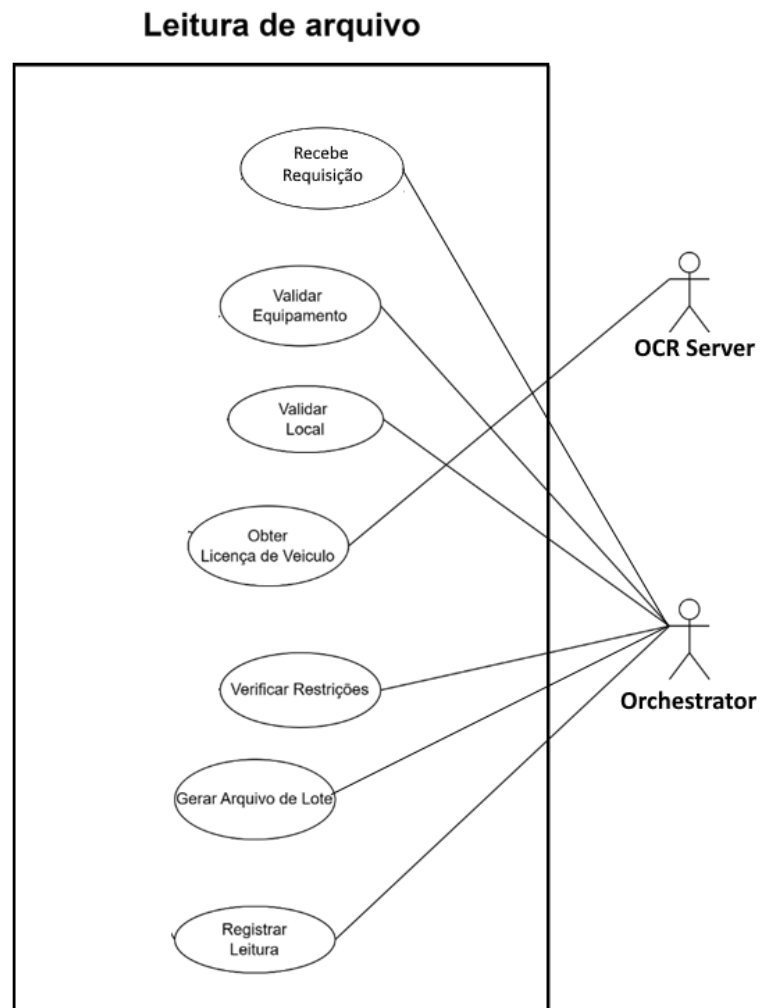 Leitura de arquivo
Recebe
Requisição
Validar
Equipamento
OCR Server
Validar
Local
Obter
Licença de Veiculo
Verificar Restrições
Orchestrator
Gerar Arquivo de Lote
Registrar
Leitura